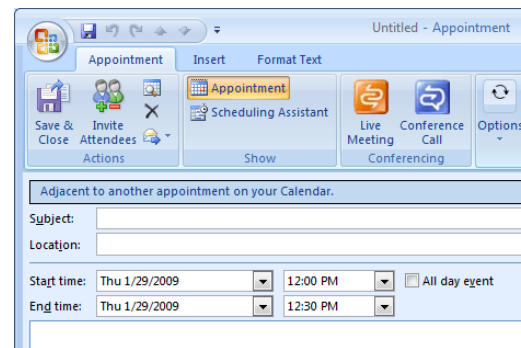 Untitled - Appointment
Appointment Insert Format Text
Save & Close
Invite Attendees
Actions
Appointment
Scheduling Assistant
Show
Live Meeting
Conference Call
Conferencing
Options
Adjacent to another appointment on your Calendar.
Subject:
Location:
Start time: Thu 1/29/2009 12:00 PM All day event
End time: Thu 1/29/2009 12:30 PM